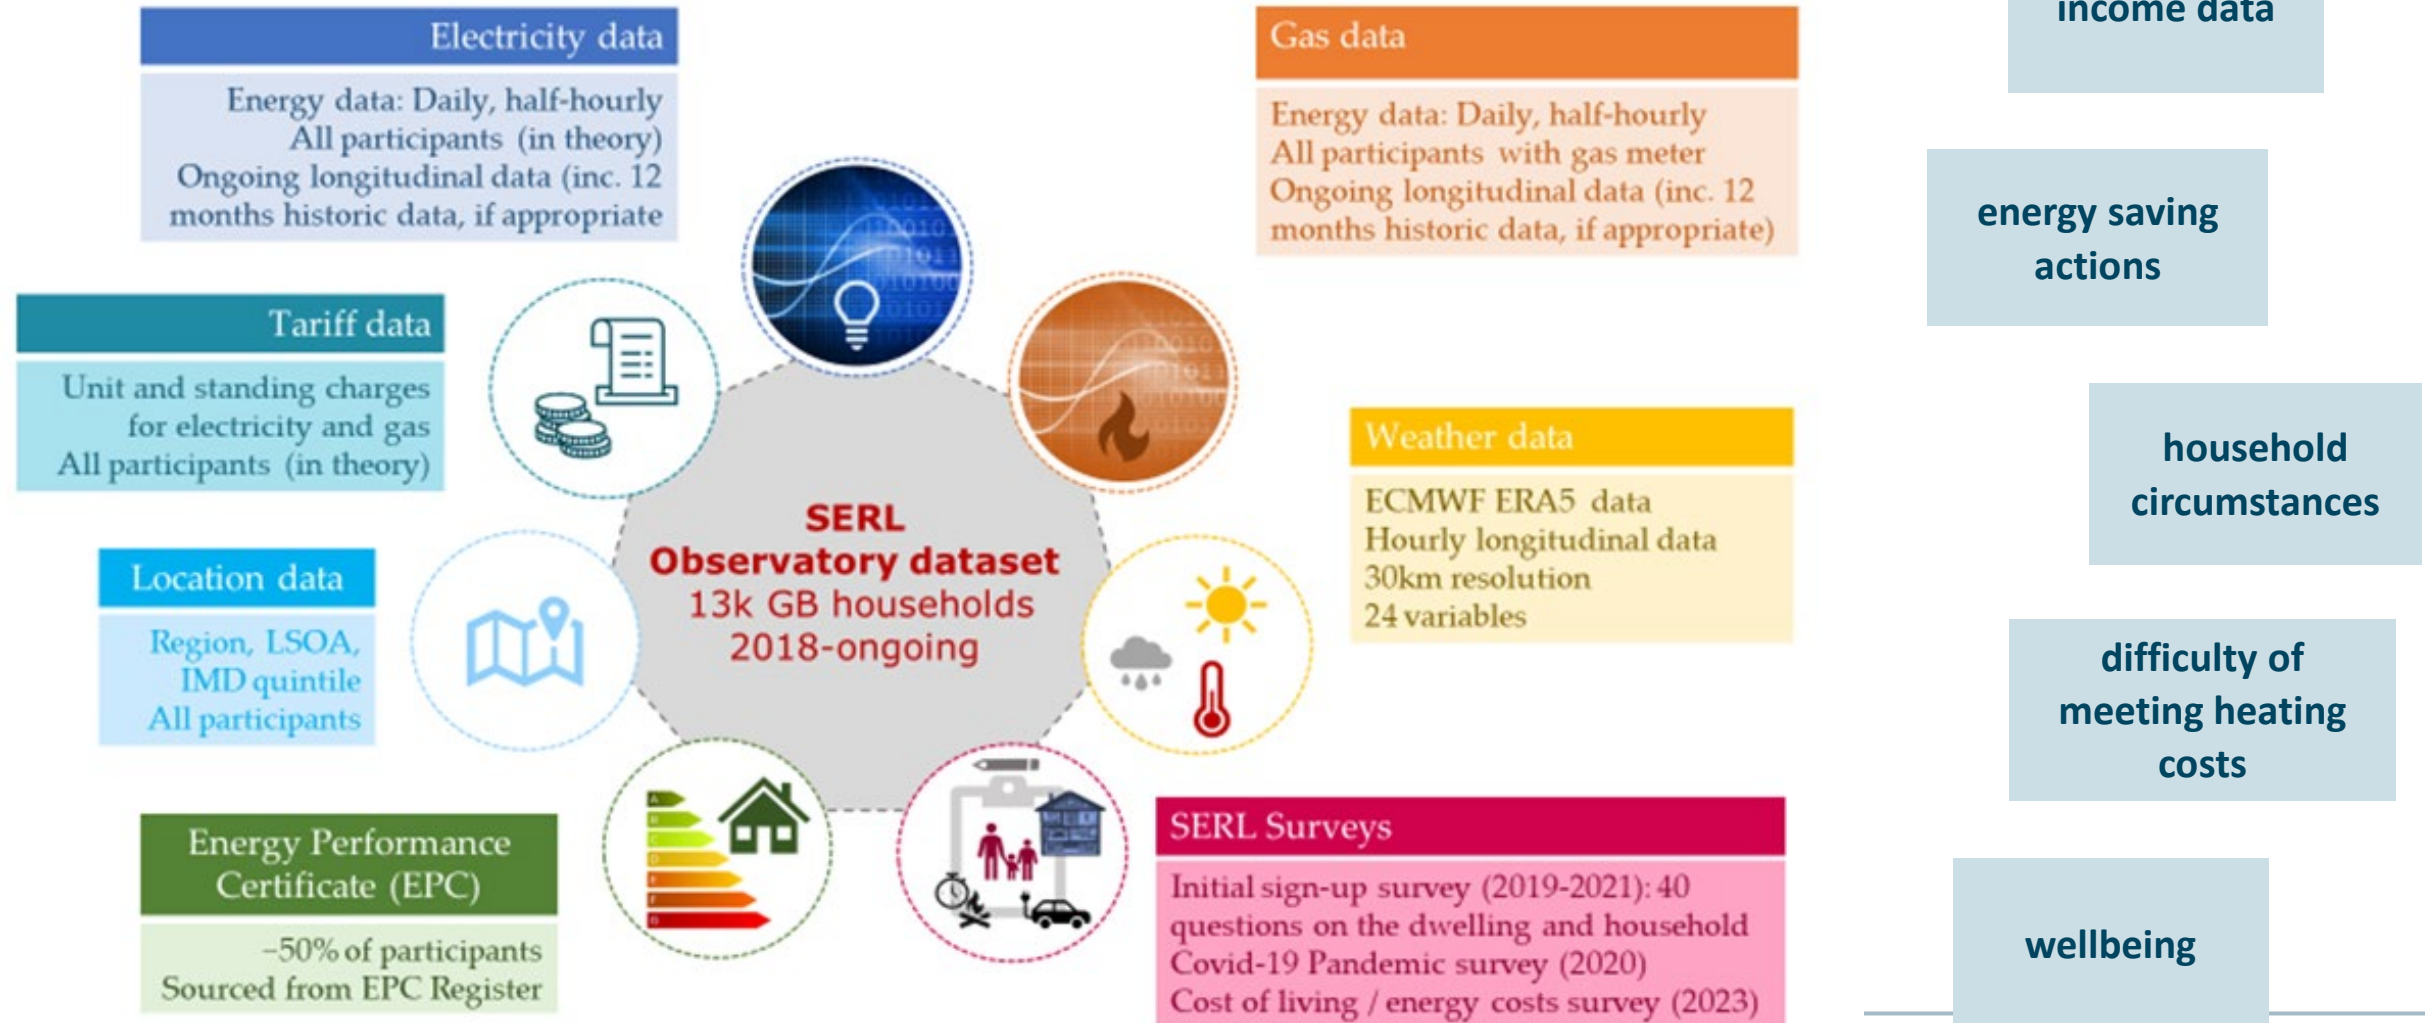 Electricity data
Energy data: Daily, half-hourly
All participants (in theory)
Ongoing longitudinal data (inc. 12
months historic data, if appropriate
Gas data
Energy data: Daily, half-hourly
All participants with gas meter
Ongoing longitudinal data (inc. 12
months historic data, if appropriate)
Tariff data
Unit and standing charges
for electricity and gas
All participants (in theory)
Weather data
ECMWF ERA5 data
Hourly longitudinal data
30km resolution
24 variables
SERL
Observatory dataset
13k GB households
2018-ongoing
Location data
Region, LSOA,
IMD quintile
All participants
Energy Performance
Certificate (EPC)
~50% of participants
Sourced from EPC Register
SERL Surveys
Initial sign-up survey (2019-2021): 40
questions on the dwelling and household
Covid-19 Pandemic survey (2020)
Cost of living / energy costs survey (2023)
income data
energy saving
actions
household
circumstances
difficulty of
meeting heating
costs
wellbeing